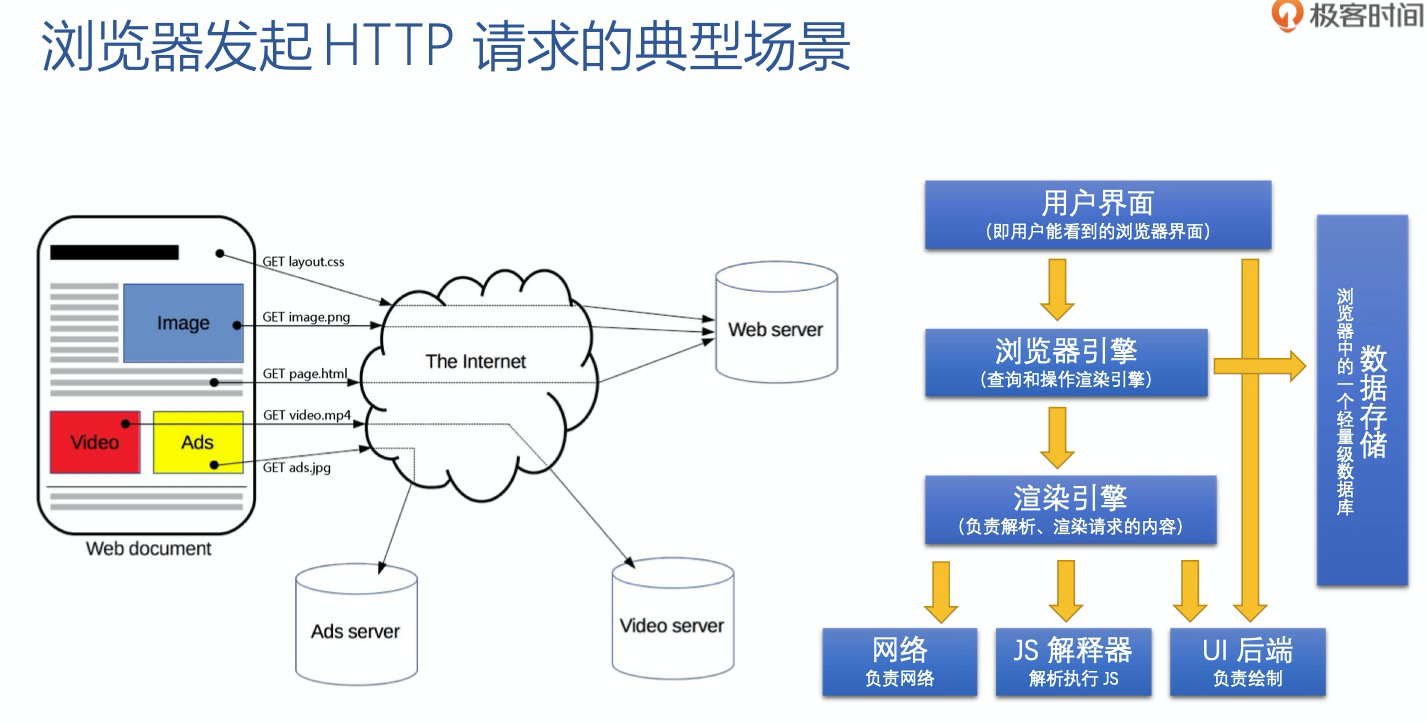 浏览器发起HTTP 请求的典型场景
极客时间
GET layout.css
Image
GET image.png
The Internet
Web server
GET page.html
GET video.mp4
Video
Ads
GET ads.jpg
Web document
Ads server
Video server
用户界面
（即用户能看到的浏览器界面）
浏览器引擎
（查询和操作渲染引擎）
渲染引擎
（负责解析、渲染请求的内容）
网络
负责网络
JS 解释器
解析执行 JS
UI 后端
负责绘制
数据存储
浏览器中的一个轻量级数据库